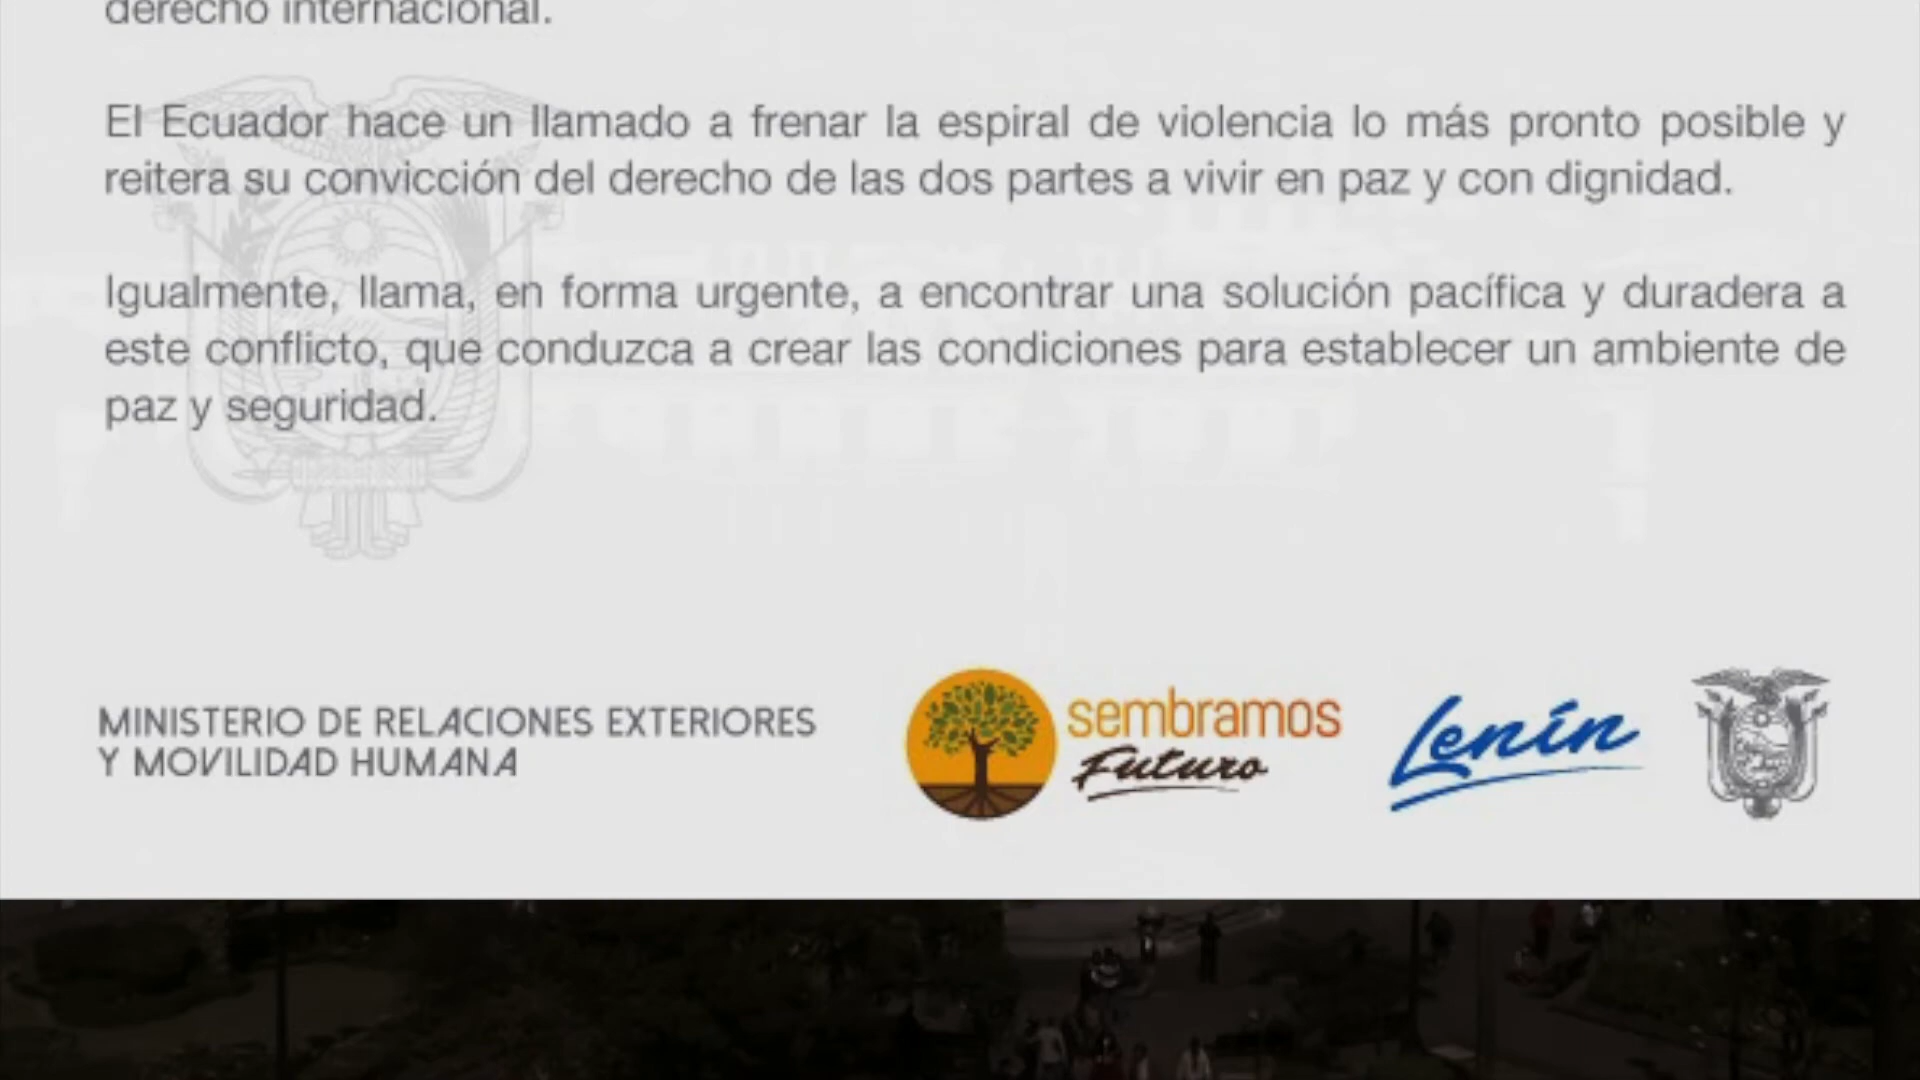 derecho internacional.
El Ecuador hace un llamado a frenar la espiral de violencia lo más pronto posible y
reitera su convicción del derecho de las dos partes a vivir en paz y con dignidad.
Igualmente, llama, en forma urgente, a encontrar una solución pacífica y duradera a
este conflicto, que conduzca a crear las condiciones para establecer un ambiente de
paz y seguridad.
MINISTERIO DE RELACIONES EXTERIORES
Y MOVILIDAD HUMANA
sembramos
Futuro
Lenín